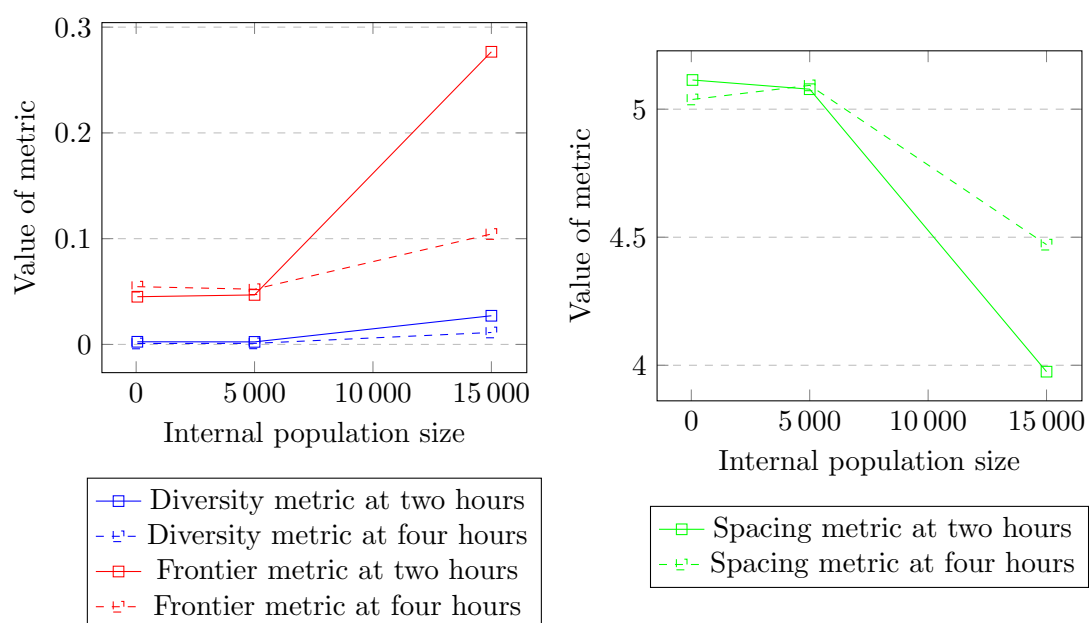 0.3
0.2
0.1
0
Value of metric
0 5 000 10 000 15 000
Internal population size
Diversity metric at two hours
Diversity metric at four hours
Frontier metric at two hours
Frontier metric at four hours
5
4.5
4
Value of metric
0 5 000 10 000 15 000
Internal population size
Spacing metric at two hours
Spacing metric at four hours